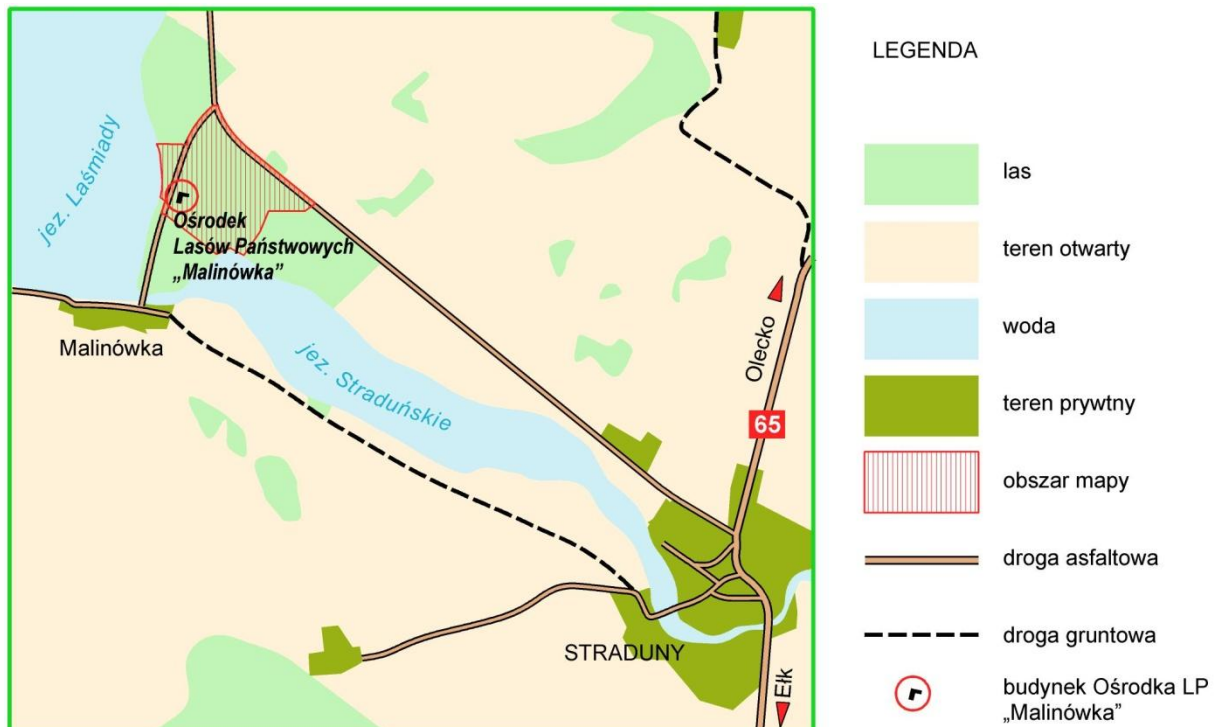 jez. Laśmiady
Ośrodek
Lasów Państwowych
„Malinówka”
Malinówka
jez. Straduńskie
Olecko
65
STRADUNY
Ełk
LEGENDA
las
teren otwarty
woda
teren prywtny
obszar mapy
droga asfaltowa
droga gruntowa
budynek Ośrodka LP
„Malinówka”